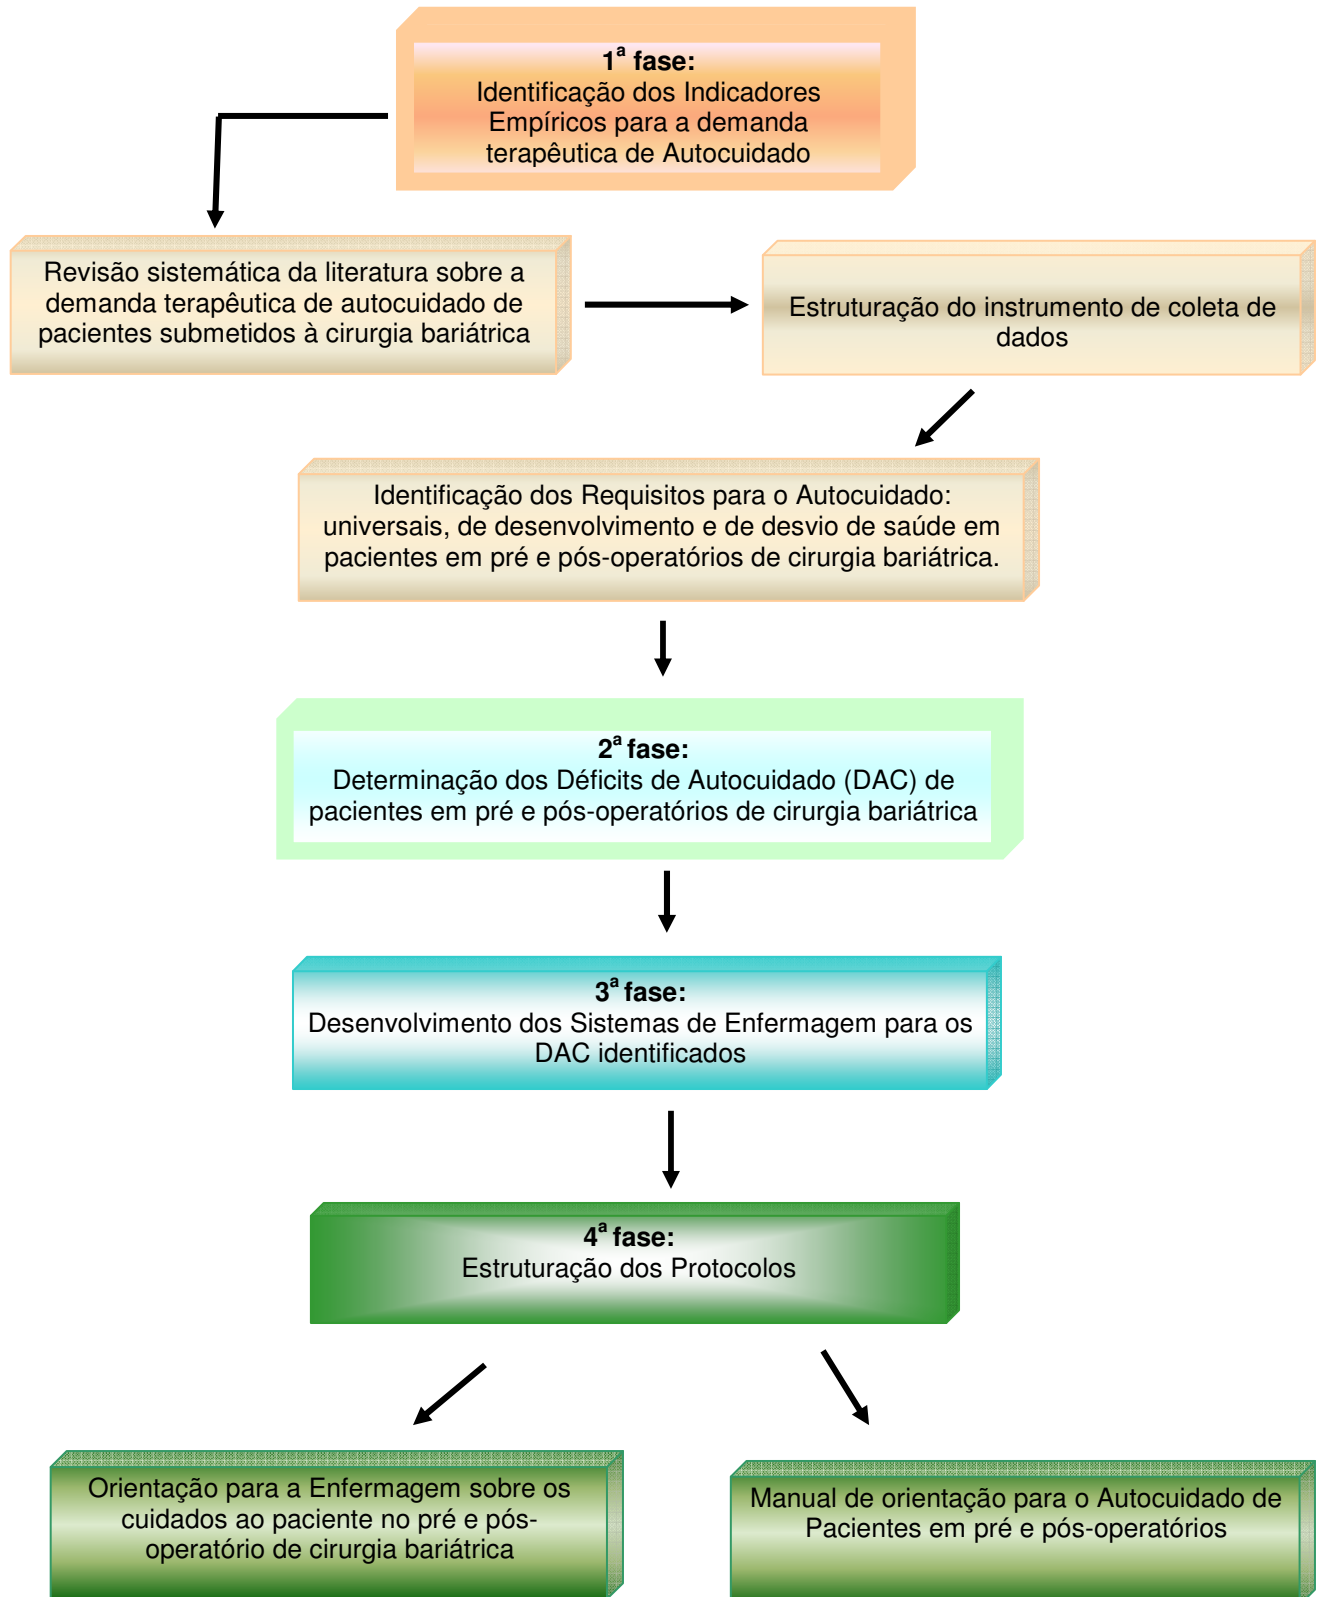 1ª fase:
Identificação dos Indicadores
Empíricos para a demanda
terapêutica de Autocuidado
Revisão sistemática da literatura sobre a
demanda terapêutica de autocuidado de
pacientes submetidos à cirurgia bariátrica
Estruturação do instrumento de coleta de
dados
Identificação dos Requisitos para o Autocuidado:
universais, de desenvolvimento e de desvio de saúde em
pacientes em pré e pós-operatórios de cirurgia bariátrica.
2ª fase:
Determinação dos Déficits de Autocuidado (DAC) de
pacientes em pré e pós-operatórios de cirurgia bariátrica
3ª fase:
Desenvolvimento dos Sistemas de Enfermagem para os
DAC identificados
4ª fase:
Estruturação dos Protocolos
Orientação para a Enfermagem sobre os
cuidados ao paciente no pré e pós-
operatório de cirurgia bariátrica
Manual de orientação para o Autocuidado de
Pacientes em pré e pós-operatórios